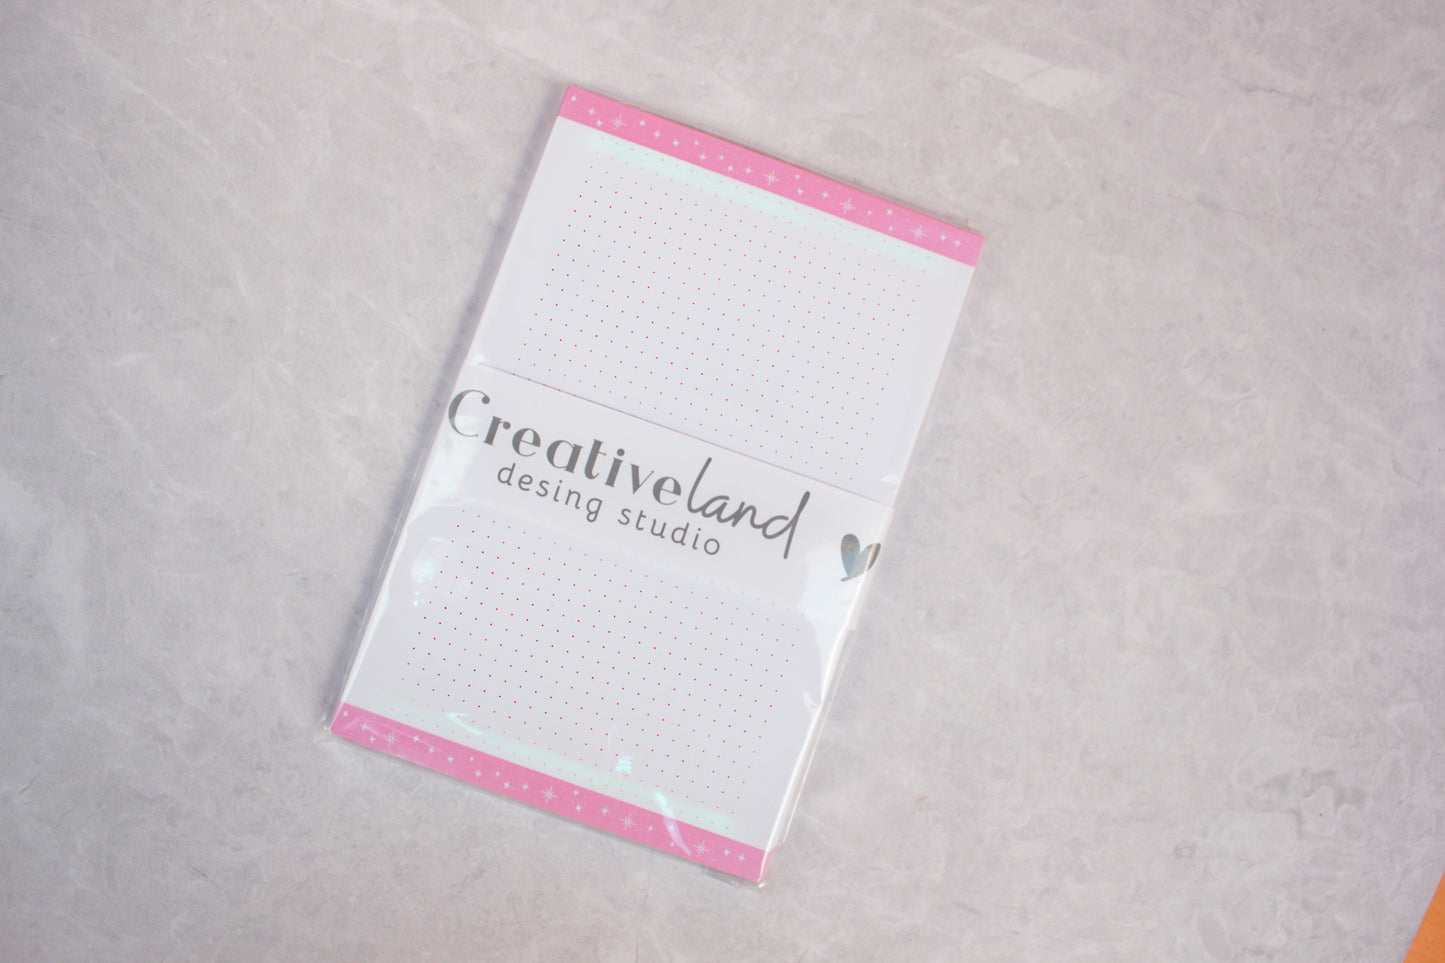 Creativeland
desing studio